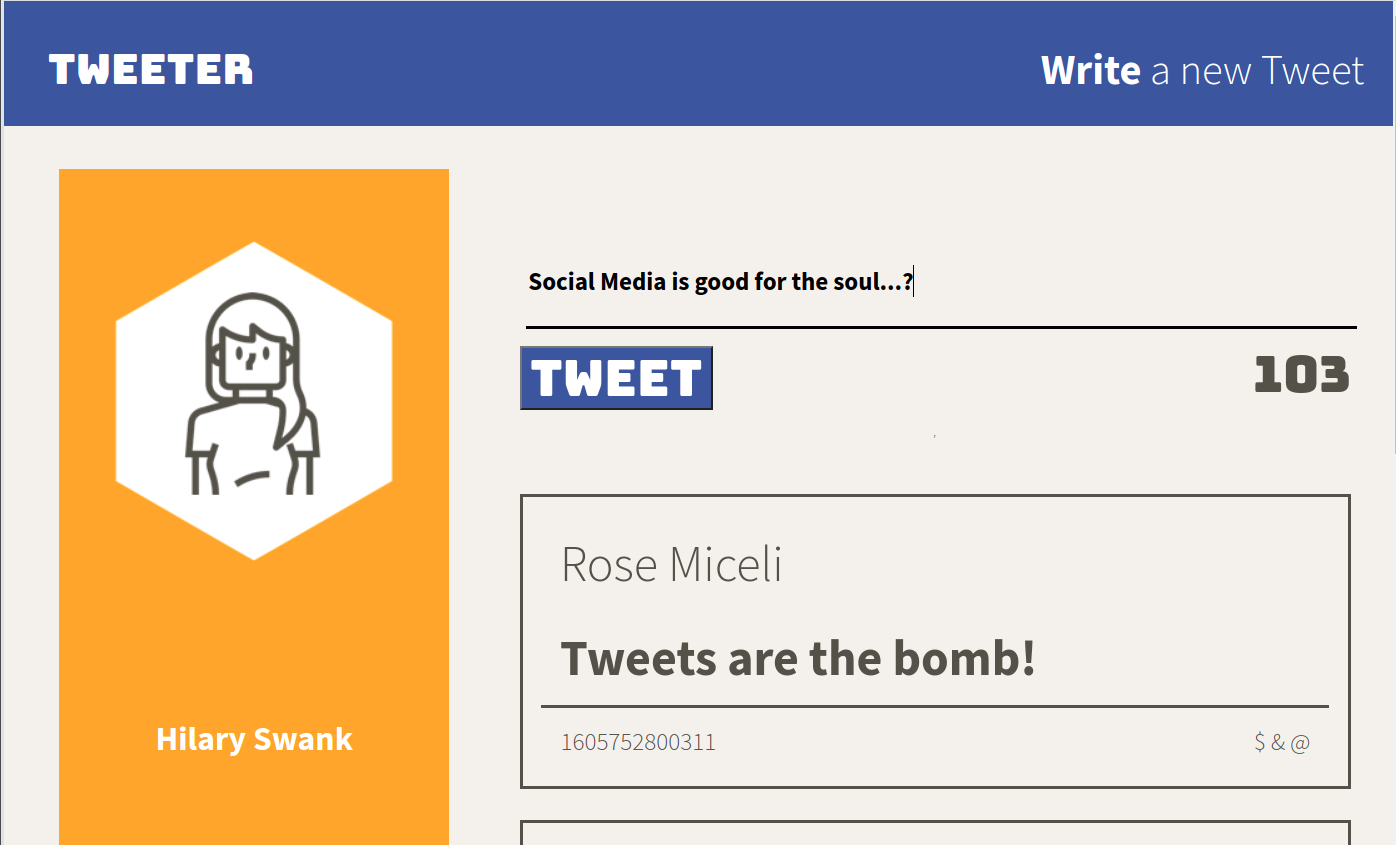 TWEETER
Write a new Tweet
Social Media is good for the soul...?
TWEET
103
Rose Miceli
Tweets are the bomb!
1605752800311
$ & @
Hilary Swank